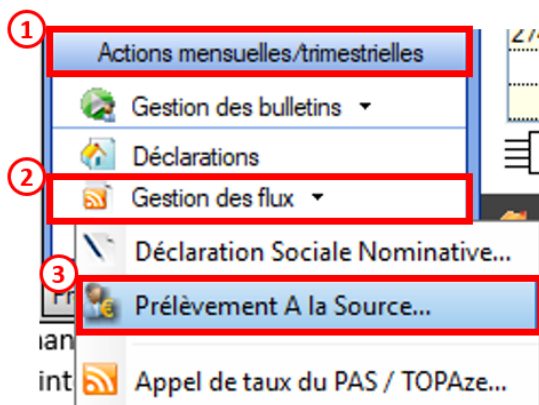 1
274
Actions mensuelles/trimestrielles
Gestion des bulletins
Déclarations
2
Gestion des flux
Déclaration Sociale Nominative...
3
Prélèvement A la Source...
Appel de taux du PAS / TOPAze...